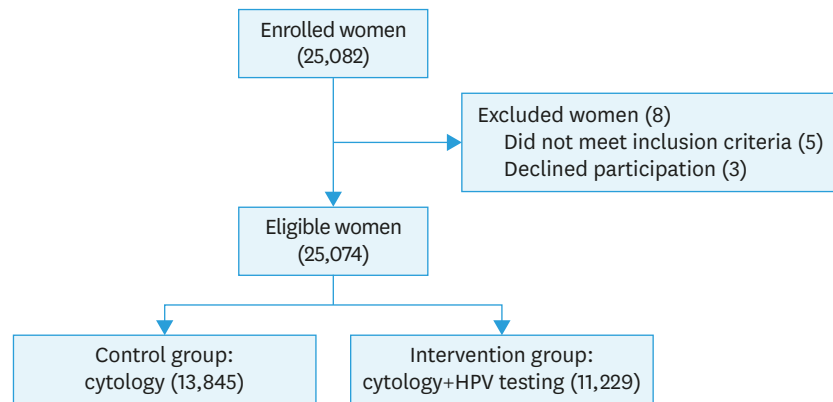 Enrolled women
(25,082)
Excluded women (8)
Did not meet inclusion criteria (5)
Declined participation (3)
Eligible women
(25,074)
Control group:
cytology (13,845)
Intervention group:
cytology+HPV testing (11,229)